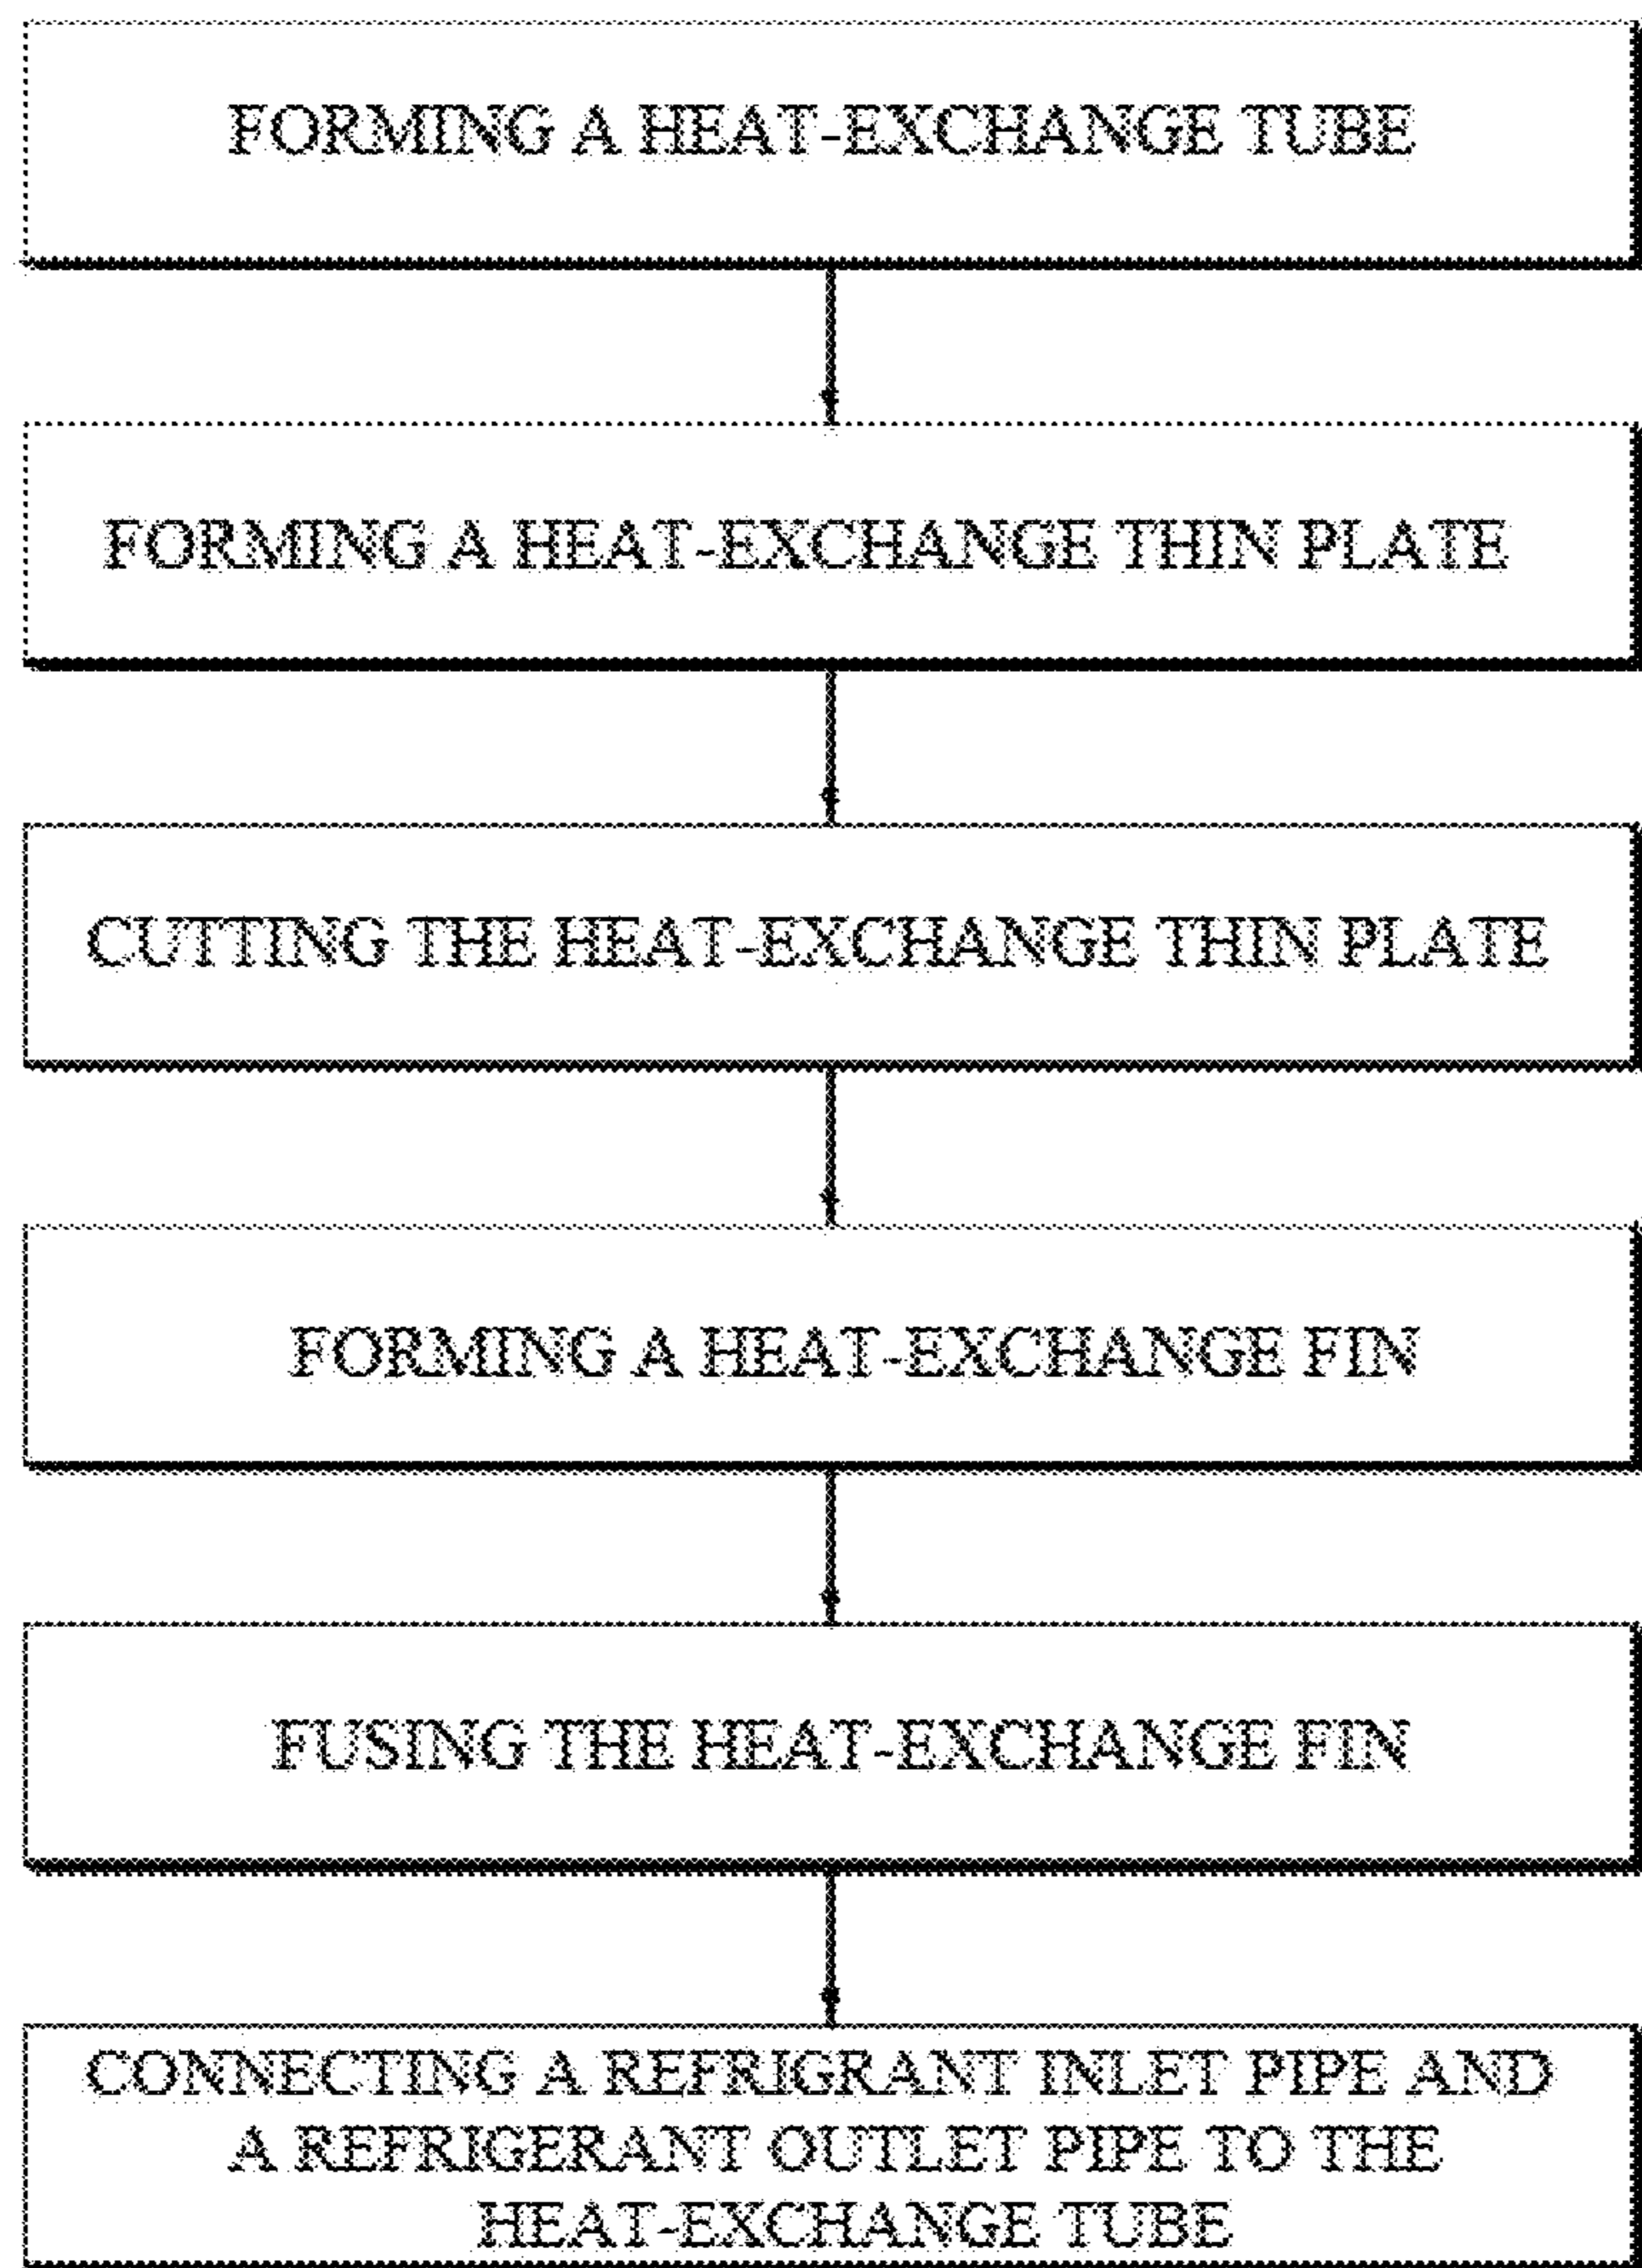 FORMING A HEAT-EXCHANGE TUBE
FORMING A HEAT-EXCHANGE THIN PLATE
CUTTING THE HEAT-EXCHANGE THIN PLATE
FORMING A HEAT-EXCHANGE FIN
FUSING THE HEAT-EXCHANGE FIN
CONNECTING A REFRIGRANT INLET PIPE AND
A REFRIGERANT OUTLET PIPE TO THE
HEAT-EXCHANGE TUBE